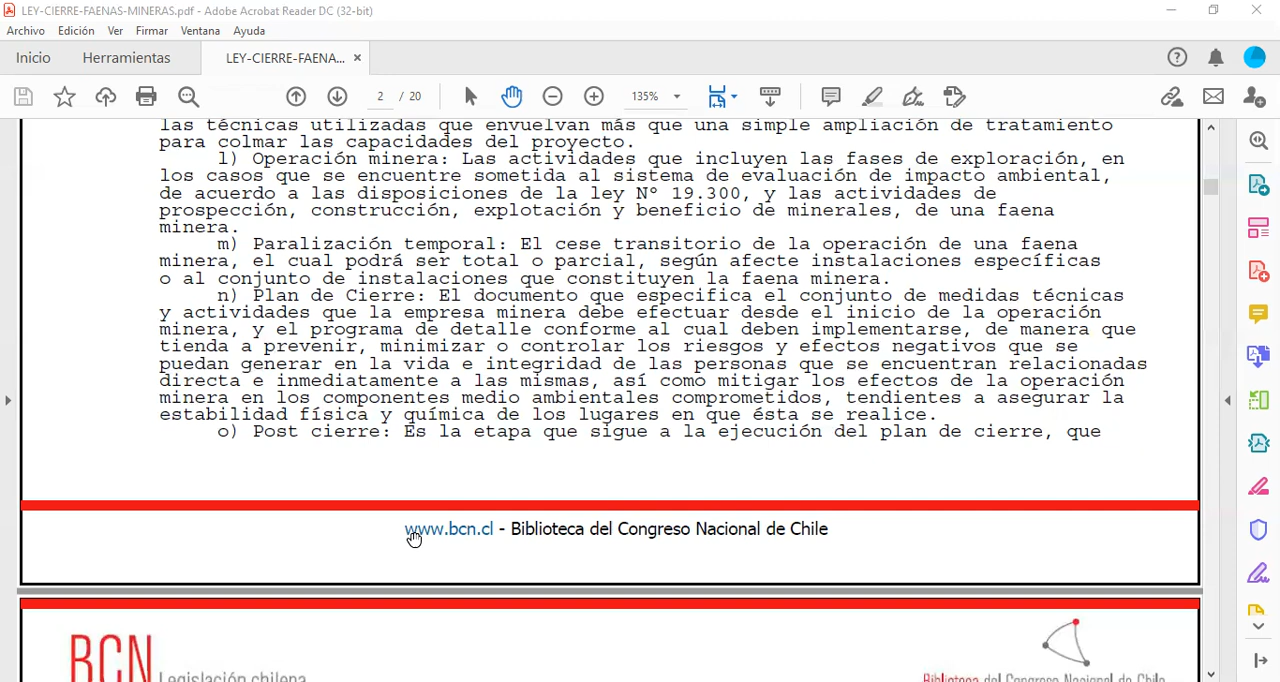 LEY-CIERRE-FAENAS-MINERAS.pdf - Adobe Acrobat Reader DC (32-bit)
Archivo Edición Ver Firmar Ventana Ayuda
Inicio Herramientas LEY-CIERRE-FAENA... ×
2 / 20 135%
las técnicas utilizadas que envuelvan más que una simple ampliación de tratamiento
para colmar las capacidades del proyecto.
l) Operación minera: Las actividades que incluyen las fases de exploración, en
los casos que se encuentre sometida al sistema de evaluación de impacto ambiental,
de acuerdo a las disposiciones de la ley Nº 19.300, y las actividades de
prospección, construcción, explotación y beneficio de minerales, de una faena
minera.
m) Paralización temporal: El cese transitorio de la operación de una faena
minera, el cual podrá ser total o parcial, según afecte instalaciones específicas
o al conjunto de instalaciones que constituyen la faena minera.
n) Plan de Cierre: El documento que especifica el conjunto de medidas técnicas
y actividades que la empresa minera debe efectuar desde el inicio de la operación
minera, y el programa de detalle conforme al cual deben implementarse, de manera que
tienda a prevenir, minimizar o controlar los riesgos y efectos negativos que se
puedan generar en la vida e integridad de las personas que se encuentran relacionadas
directa e inmediatamente a las mismas, así como mitigar los efectos de la operación
minera en los componentes medio ambientales comprometidos, tendientes a asegurar la
estabilidad física y química de los lugares en que ésta se realice.
o) Post cierre: Es la etapa que sigue a la ejecución del plan de cierre, que
www.bcn.cl - Biblioteca del Congreso Nacional de Chile
BCN Legislación chilena Biblioteca del Congreso Nacional de Chile